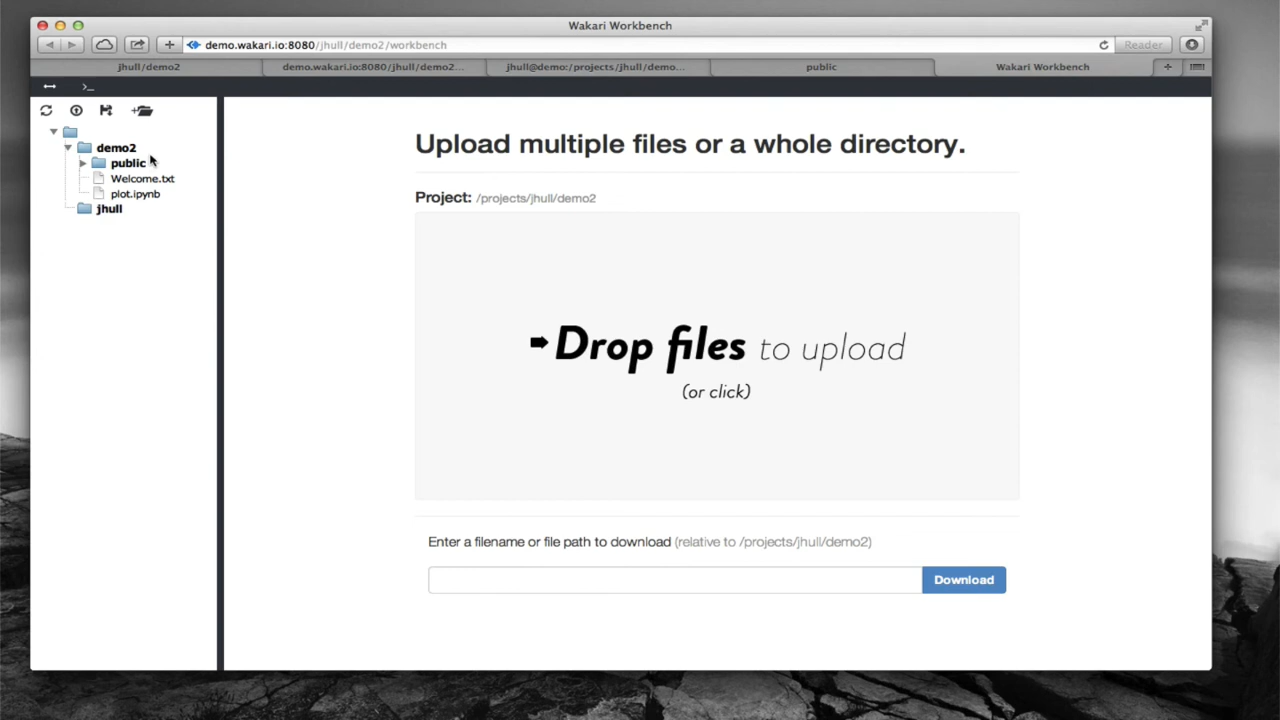 Wakari Workbench
demo.wakari.io:8080/jhull/demo2/workbench
Reader
jhull/demo2
demo.wakari.io:8080/jhull/demo2...
jhull@demo:/projects/jhull/demo...
public
Wakari Workbench
demo2
public
Welcome.txt
plot.ipynb
jhull
Upload multiple files or a whole directory.
Project: /projects/jhull/demo2
Drop files to upload
(or click)
Enter a filename or file path to download (relative to /projects/jhull/demo2)
Download